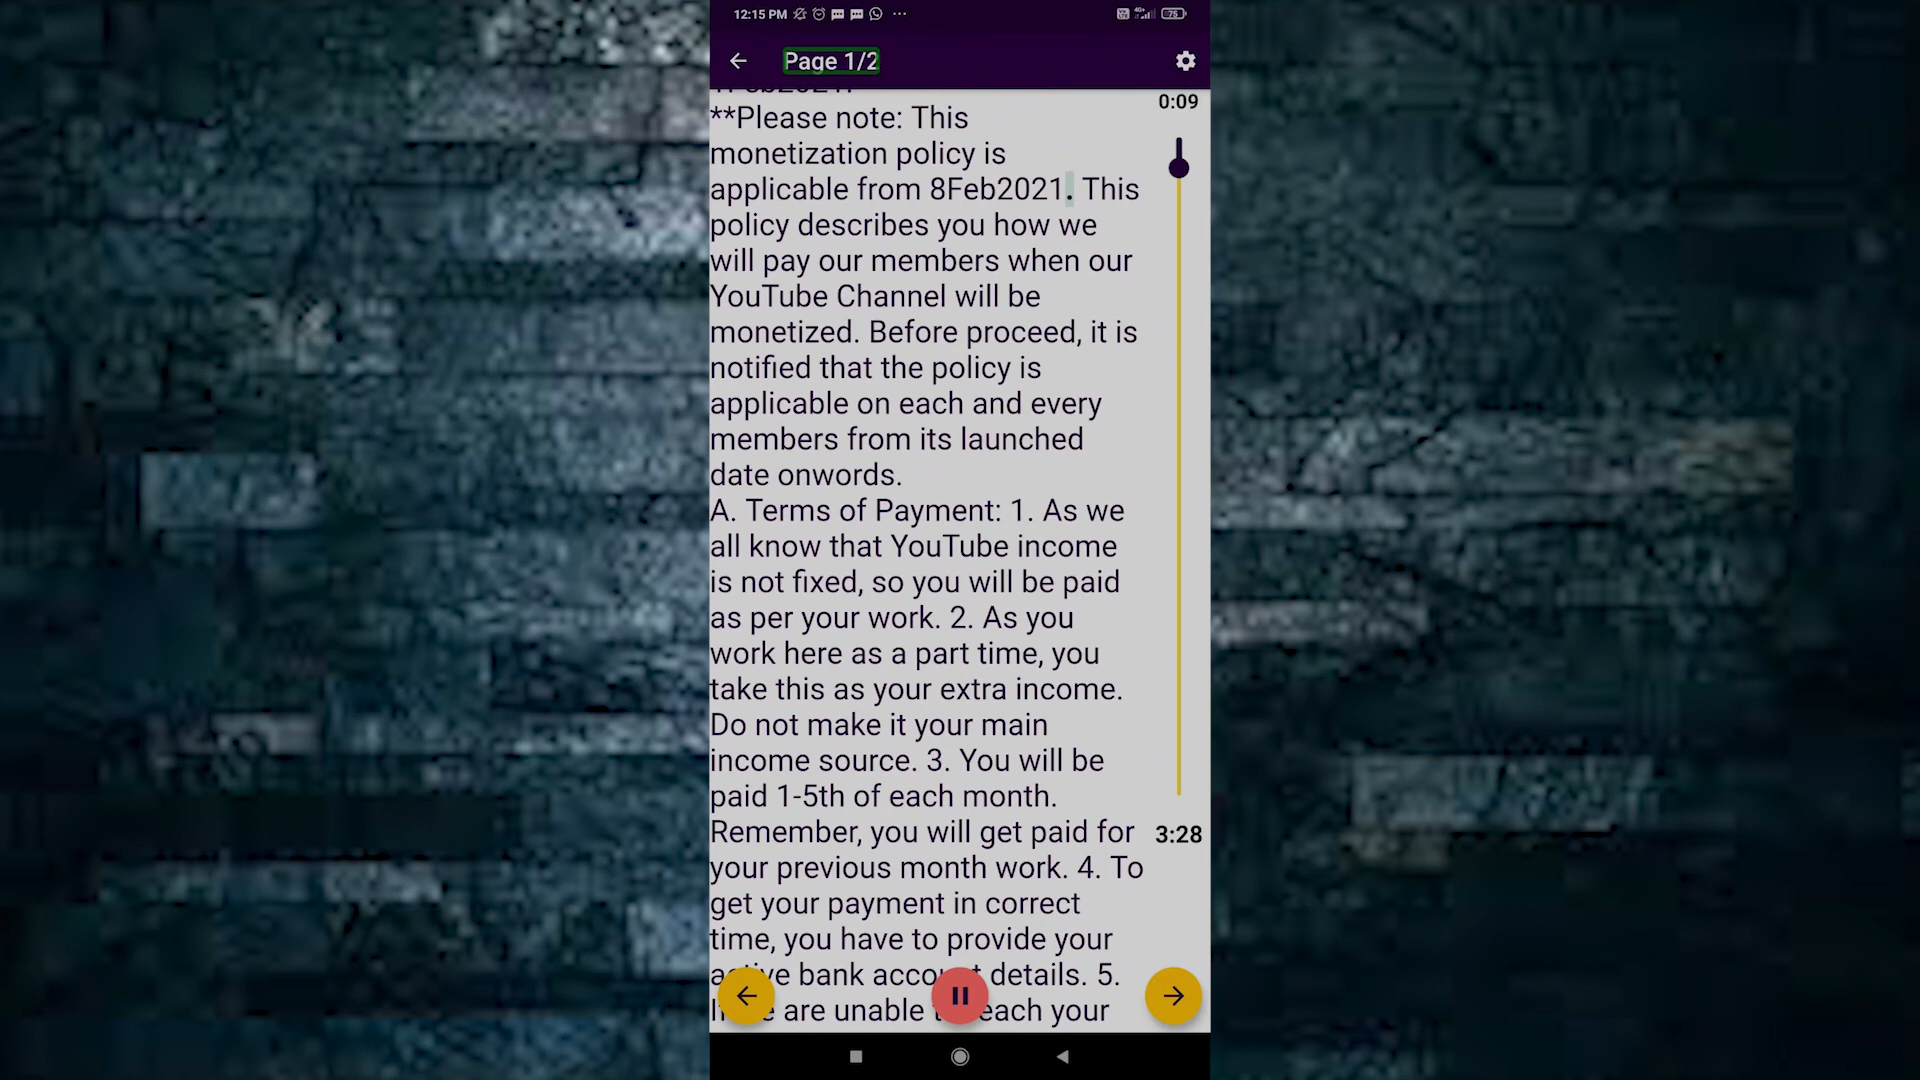 12:15 PM
75
Page 1/2
0:09
**Please note: This
monetization policy is
applicable from 8Feb2021. This
policy describes you how we
will pay our members when our
YouTube Channel will be
monetized. Before proceed, it is
notified that the policy is
applicable on each and every
members from its launched
date onwords.
A. Terms of Payment: 1. As we
all know that YouTube income
is not fixed, so you will be paid
as per your work. 2. As you
work here as a part time, you
take this as your extra income.
Do not make it your main
income source. 3. You will be
paid 1-5th of each month.
Remember, you will get paid for
3:28
your previous month work. 4. To
get your payment in correct
time, you have to provide your
bank details. 5.
are unable your